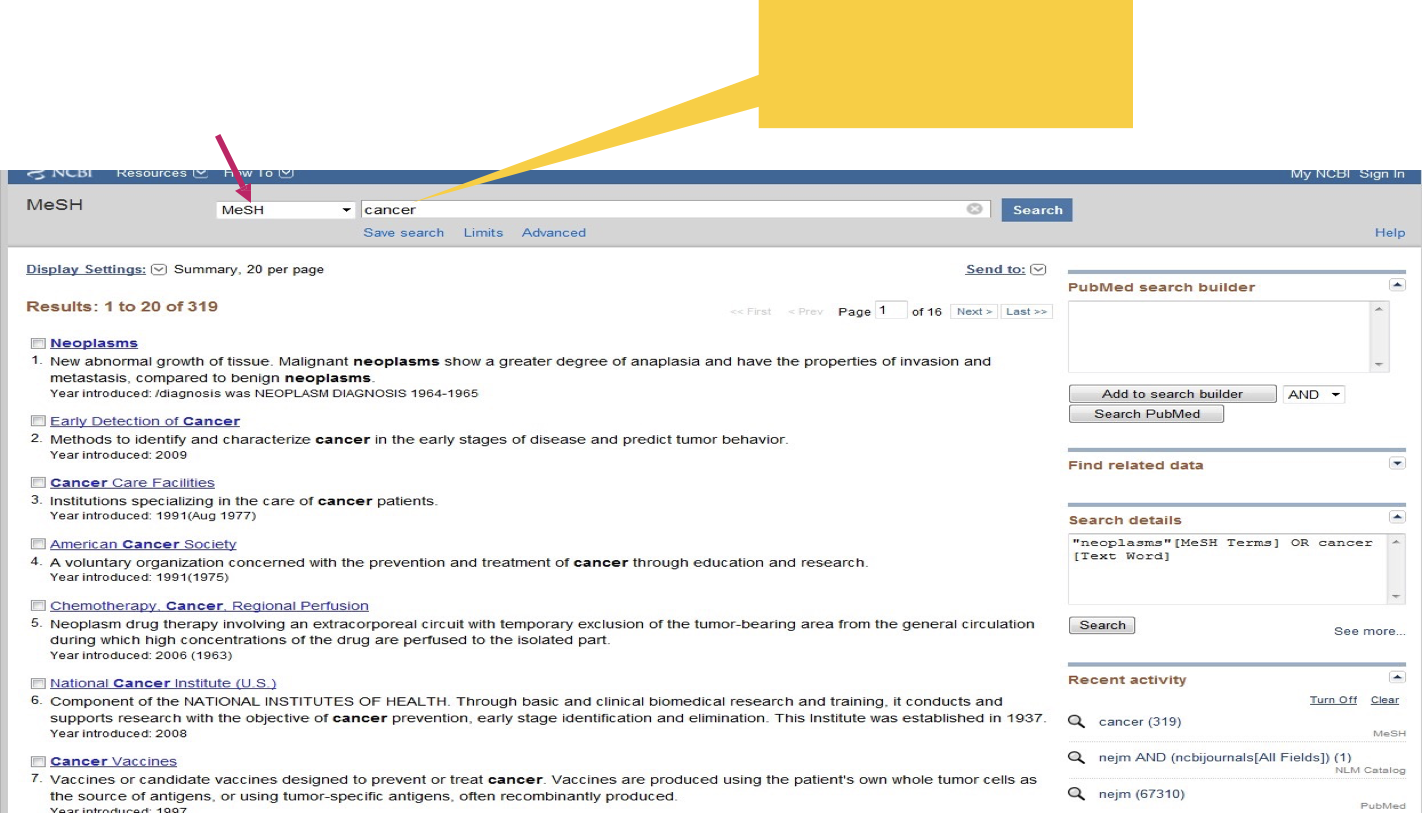 NCBI Resources How To My NCBI Sign In
MeSH MeSH cancer Search
Save search Limits Advanced Help
Display Settings: Summary, 20 per page Send to:
Results: 1 to 20 of 319
<< First < Prev Page 1 of 16 Next > Last >>
Neoplasms
1. New abnormal growth of tissue. Malignant neoplasms show a greater degree of anaplasia and have the properties of invasion and
metastasis, compared to benign neoplasms.
Year introduced: /diagnosis was NEOPLASM DIAGNOSIS 1964-1965
Early Detection of Cancer
2. Methods to identify and characterize cancer in the early stages of disease and predict tumor behavior.
Year introduced: 2009
Cancer Care Facilities
3. Institutions specializing in the care of cancer patients.
Year introduced: 1991(Aug 1977)
American Cancer Society
4. A voluntary organization concerned with the prevention and treatment of cancer through education and research.
Year introduced: 1991(1975)
Chemotherapy, Cancer, Regional Perfusion
5. Neoplasm drug therapy involving an extracorporeal circuit with temporary exclusion of the tumor-bearing area from the general circulation
during which high concentrations of the drug are perfused to the isolated part.
Year introduced: 2006 (1963)
National Cancer Institute (U.S.)
6. Component of the NATIONAL INSTITUTES OF HEALTH. Through basic and clinical biomedical research and training, it conducts and
supports research with the objective of cancer prevention, early stage identification and elimination. This Institute was established in 1937.
Year introduced: 2008
Cancer Vaccines
7. Vaccines or candidate vaccines designed to prevent or treat cancer. Vaccines are produced using the patient's own whole tumor cells as
the source of antigens, or using tumor-specific antigens, often recombinantly produced.
Year introduced: 1997
PubMed search builder
Add to search builder AND
Search PubMed
Find related data
Search details
"neoplasms"[MeSH Terms] OR cancer
[Text Word]
Search
See more...
Recent activity
Turn Off Clear
cancer (319)
MeSH
nejm AND (ncbijournals[All Fields]) (1)
NLM Catalog
nejm (67310)
PubMed